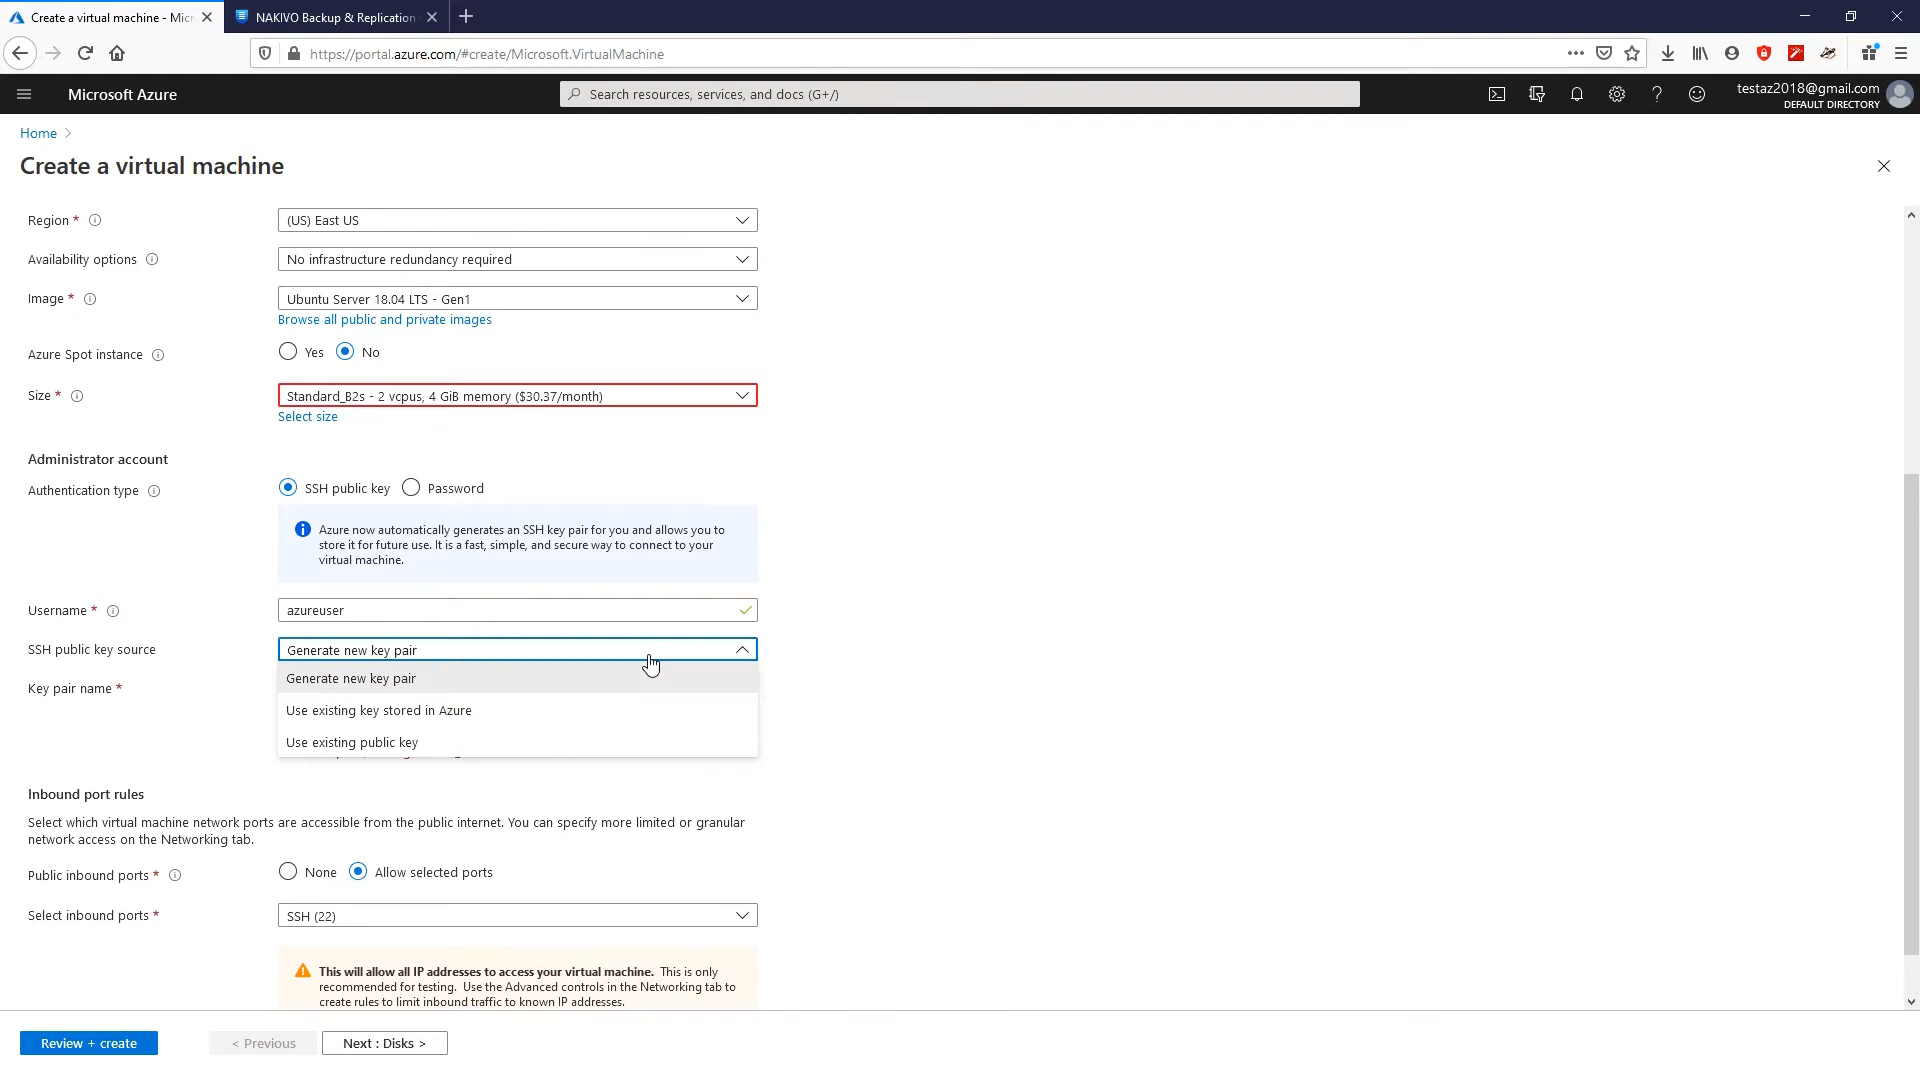 Create a virtual machine - Micr
NAKIVO Backup & Replication
https://portal.azure.com/#create/Microsoft.VirtualMachine
Microsoft Azure
Search resources, services, and docs (G+/)
testaz2018@gmail.com
DEFAULT DIRECTORY
Home
Create a virtual machine
Region *
(US) East US
Availability options
No infrastructure redundancy required
Image *
Ubuntu Server 18.04 LTS - Gen1
Browse all public and private images
Azure Spot instance
Yes
No
Size *
Standard_B2s - 2 vcpus, 4 GiB memory ($30.37/month)
Select size
Administrator account
Authentication type
SSH public key
Password
Azure now automatically generates an SSH key pair for you and allows you to
store it for future use. It is a fast, simple, and secure way to connect to your
virtual machine.
Username *
azureuser
SSH public key source
Generate new key pair
Key pair name *
Generate new key pair
Use existing key stored in Azure
Use existing public key
Inbound port rules
Select which virtual machine network ports are accessible from the public internet. You can specify more limited or granular
network access on the Networking tab.
Public inbound ports *
None
Allow selected ports
Select inbound ports *
SSH (22)
This will allow all IP addresses to access your virtual machine. This is only
recommended for testing. Use the Advanced controls in the Networking tab to
create rules to limit inbound traffic to known IP addresses.
Review + create
< Previous
Next : Disks >